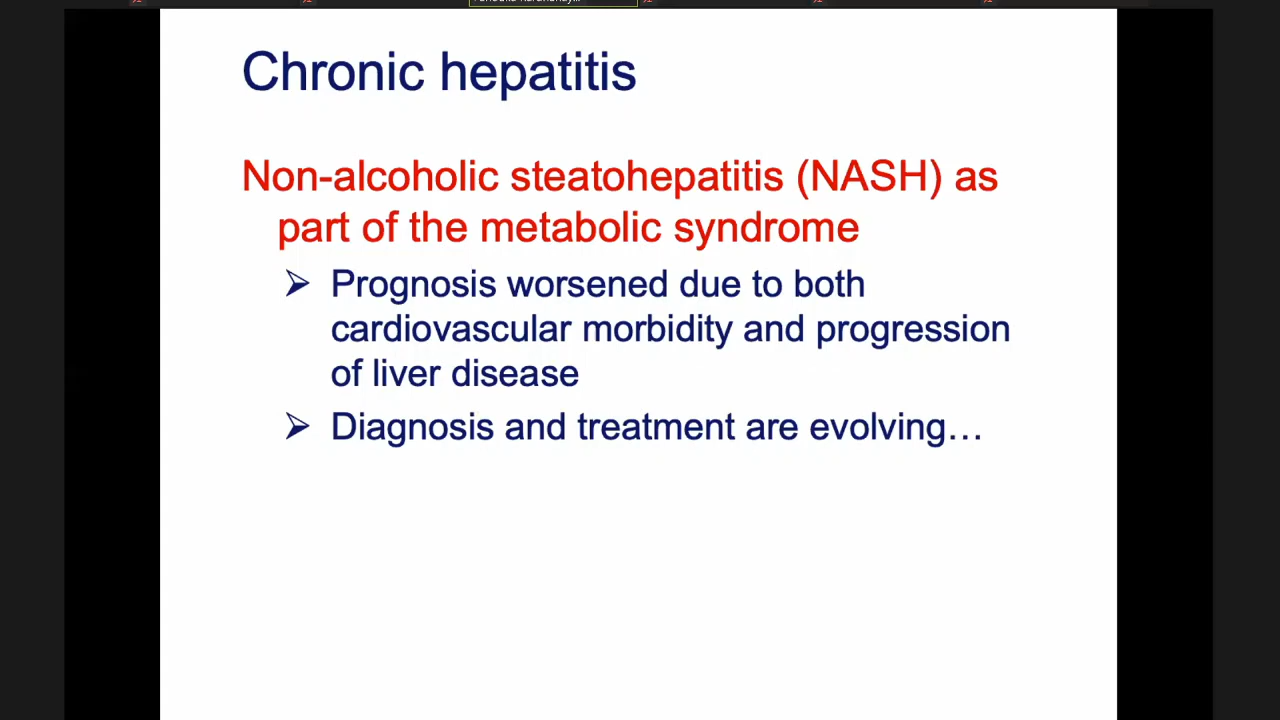 Chronic hepatitis
Non-alcoholic steatohepatitis (NASH) as
part of the metabolic syndrome
➢ Prognosis worsened due to both
cardiovascular morbidity and progression
of liver disease
➢ Diagnosis and treatment are evolving…